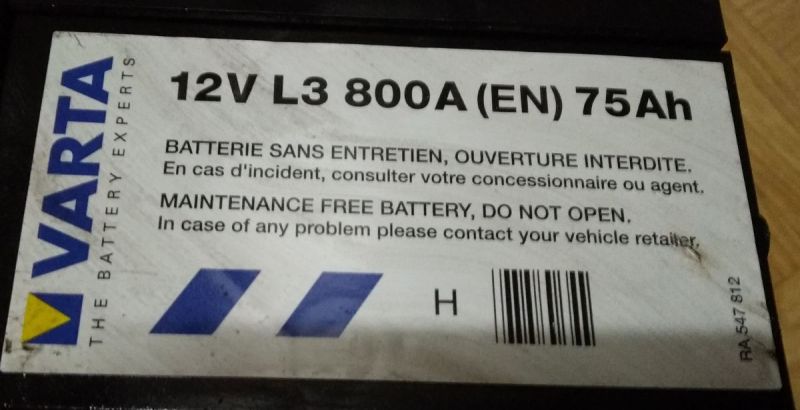 VARTA
THE BATTERY EXPERTS
12V L3 800A (EN) 75Ah
BATTERIE SANS ENTRETIEN, OUVERTURE INTERDITE.
En cas d'incident, consulter votre concessionnaire ou agent.
MAINTENANCE FREE BATTERY, DO NOT OPEN.
In case of any problem please contact your vehicle retailer.
H
RA 547 812